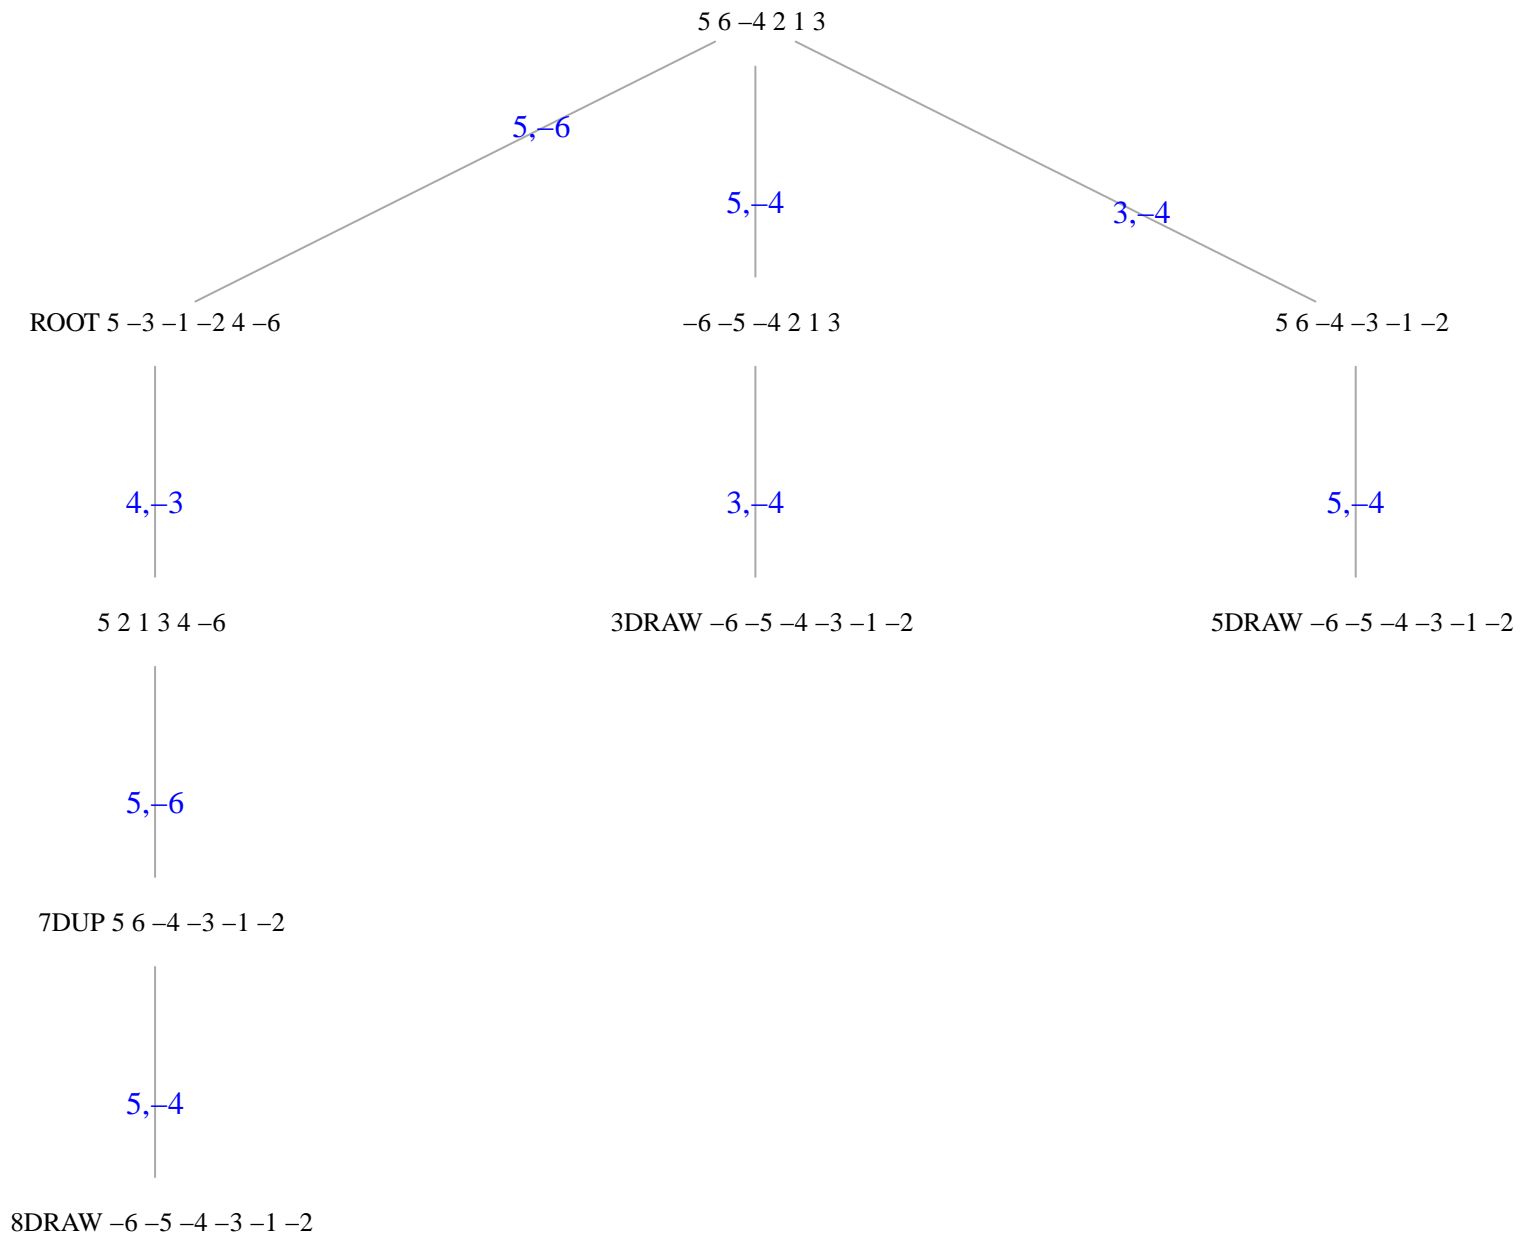 5 6 –4 2 1 3
5,–6
5,–4
3,–4
ROOT 5 –3 –1 –2 4 –6
–6 –5 –4 2 1 3
5 6 –4 –3 –1 –2
4,–3
3,–4
5,–4
5 2 1 3 4 –6
3DRAW –6 –5 –4 –3 –1 –2
5DRAW –6 –5 –4 –3 –1 –2
5,–6
7DUP 5 6 –4 –3 –1 –2
5,–4
8DRAW –6 –5 –4 –3 –1 –2